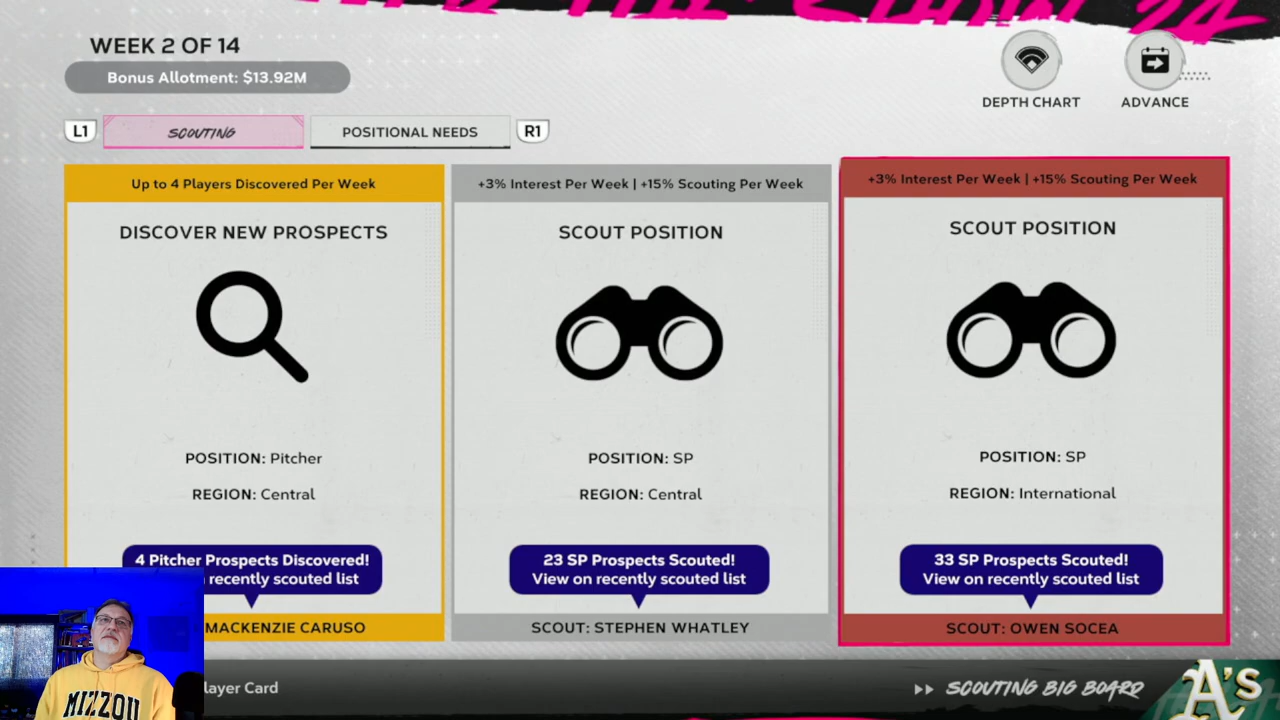 THE SHOW 24
WEEK 2 OF 14
Bonus Allotment: $13.92M
DEPTH CHART
ADVANCE
L1
SCOUTING
POSITIONAL NEEDS
R1
Up to 4 Players Discovered Per Week
DISCOVER NEW PROSPECTS
POSITION: Pitcher
REGION: Central
4 Pitcher Prospects Discovered!
recently scouted list
MACKENZIE CARUSO
+3% Interest Per Week | +15% Scouting Per Week
SCOUT POSITION
POSITION: SP
REGION: Central
23 SP Prospects Scouted!
View on recently scouted list
SCOUT: STEPHEN WHATLEY
+3% Interest Per Week | +15% Scouting Per Week
SCOUT POSITION
POSITION: SP
REGION: International
33 SP Prospects Scouted!
View on recently scouted list
SCOUT: OWEN SOCEA
MIZZOU
layer Card
SCOUTING BIG BOARD
A's